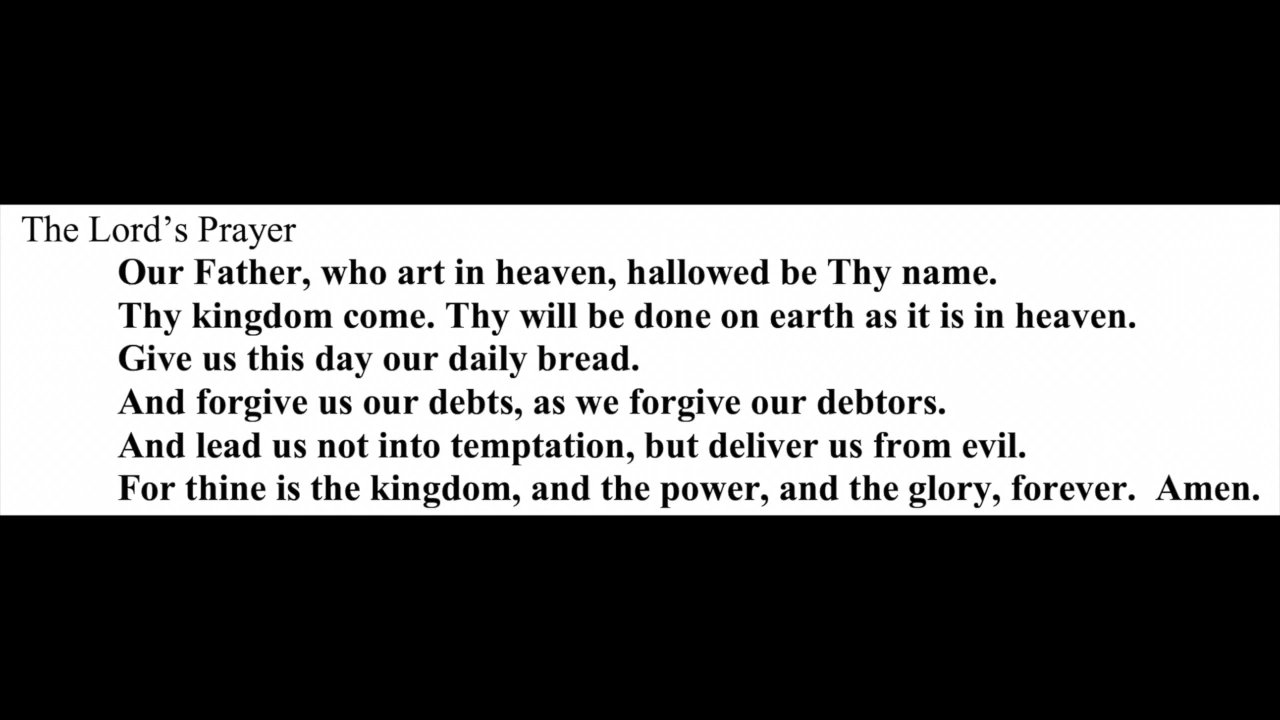 The Lord’s Prayer
Our Father, who art in heaven, hallowed be Thy name.
Thy kingdom come. Thy will be done on earth as it is in heaven.
Give us this day our daily bread.
And forgive us our debts, as we forgive our debtors.
And lead us not into temptation, but deliver us from evil.
For thine is the kingdom, and the power, and the glory, forever.  Amen.